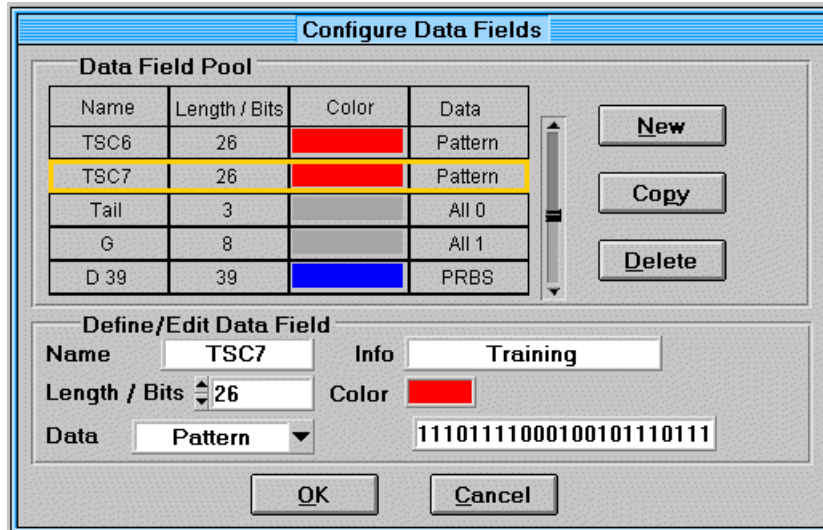 Configure Data Fields
Data Field Pool
Name Length / Bits Color Data
TSC6 26 Pattern
TSC7 26 Pattern
Tail 3 All 0
G 8 All 1
D 39 39 PRBS
New
Copy
Delete
Define/Edit Data Field
Name TSC7 Info Training
Length / Bits 26 Color
Data Pattern 11101111000100101110111
OK Cancel